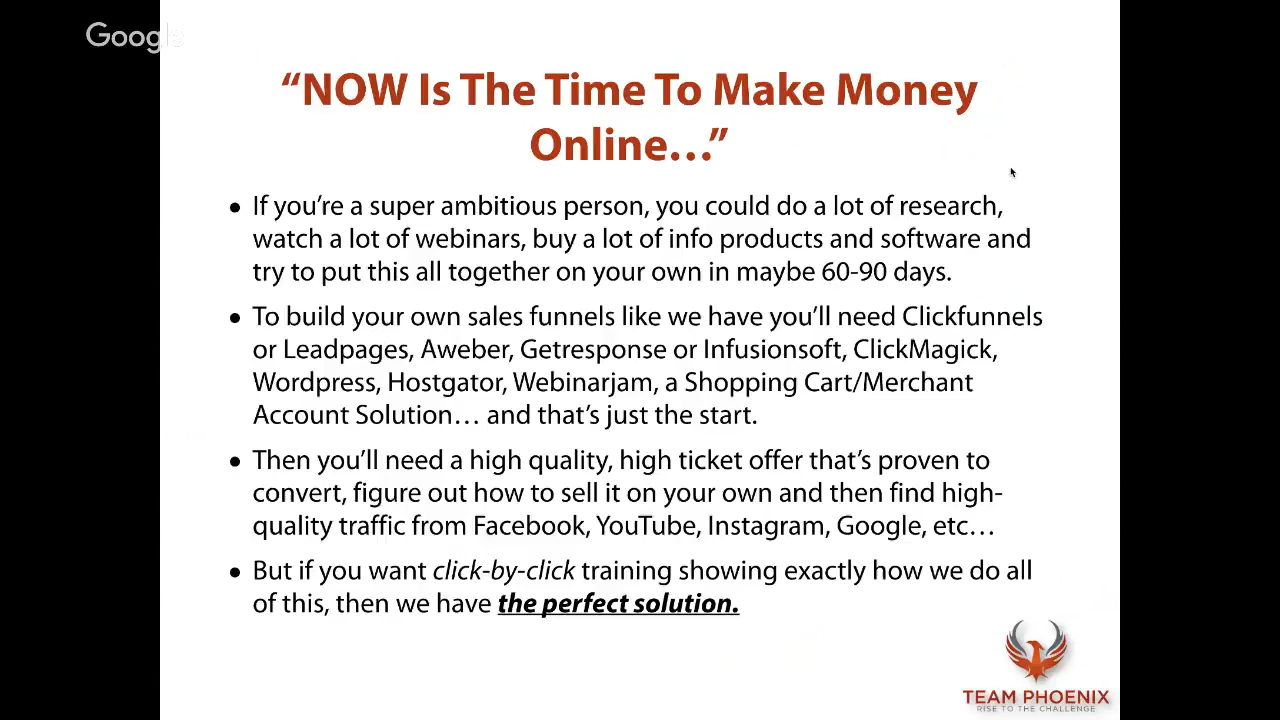 Google
“NOW Is The Time To Make Money
Online…”
• If you’re a super ambitious person, you could do a lot of research,
watch a lot of webinars, buy a lot of info products and software and
try to put this all together on your own in maybe 60-90 days.
• To build your own sales funnels like we have you’ll need Clickfunnels
or Leadpages, Aweber, Getresponse or Infusionsoft, ClickMagick,
Wordpress, Hostgator, Webinarjam, a Shopping Cart/Merchant
Account Solution… and that’s just the start.
• Then you’ll need a high quality, high ticket offer that’s proven to
convert, figure out how to sell it on your own and then find high-
quality traffic from Facebook, YouTube, Instagram, Google, etc…
• But if you want click-by-click training showing exactly how we do all
of this, then we have the perfect solution.
TEAM PHOENIX
RISE TO THE CHALLENGE